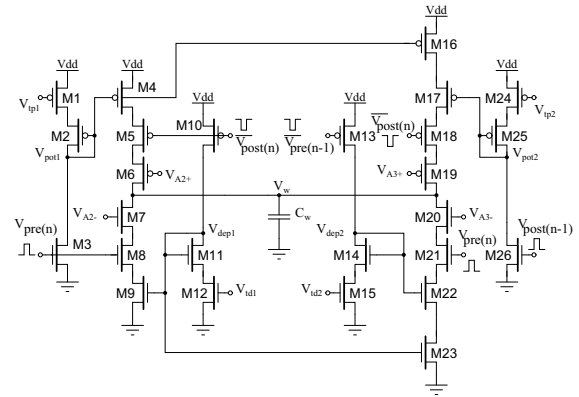 Vdd
M16
Vdd
Vdd
Vdd
Vdd
M1
M4
M17
M24
Vtp1
Vtp2
Vdd
Vdd
M2
M5
M10
Vpost(n)
Vpre(n-1)
M13
Vpost(n)
M18
M25
Vpot1
Vpot2
M6
VA2+
VA3+
M19
Vw
VA2-
M7
Cw
M20
VA3-
Vpre(n)
Vdep1
Vdep2
Vpre(n)
Vpost(n-1)
M3
M8
M11
M14
M21
M26
M9
M12
Vtd1
Vtd2
M15
M22
M23